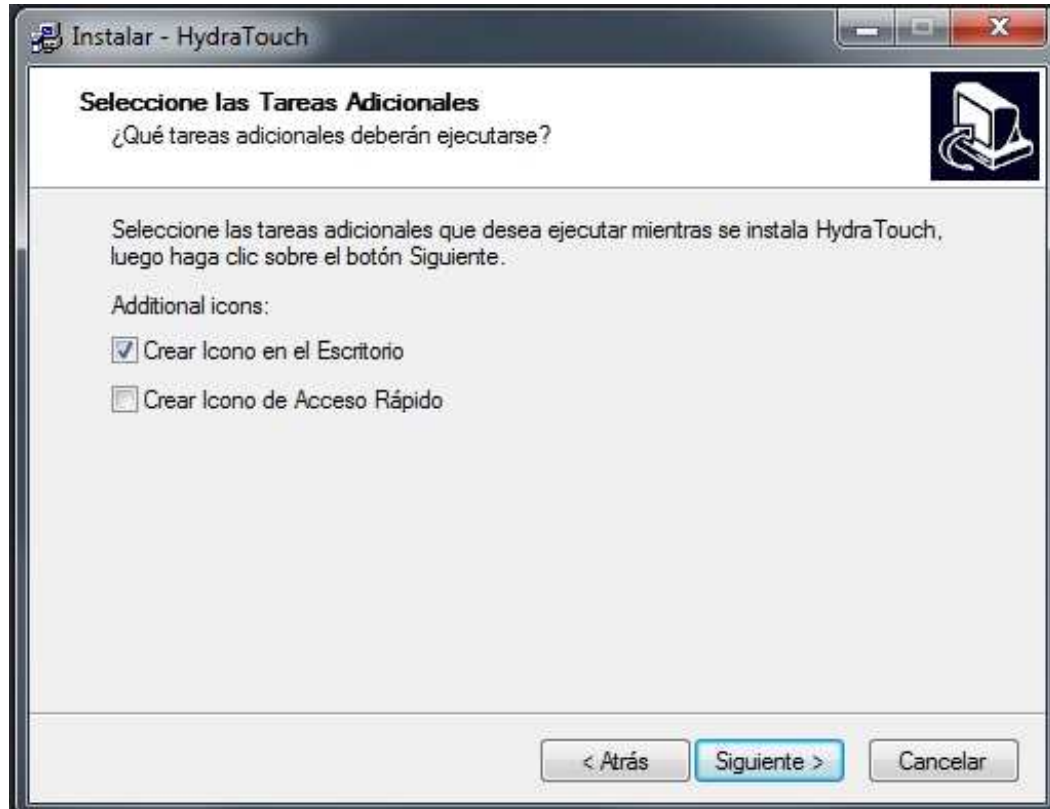 Instalar - HydraTouch
Seleccione las Tareas Adicionales
¿Qué tareas adicionales deberán ejecutarse?
Seleccione las tareas adicionales que desea ejecutar mientras se instala HydraTouch,
luego haga clic sobre el botón Siguiente.
Additional icons:
Crear Icono en el Escritorio
Crear Icono de Acceso Rápido
< Atrás
Siguiente >
Cancelar